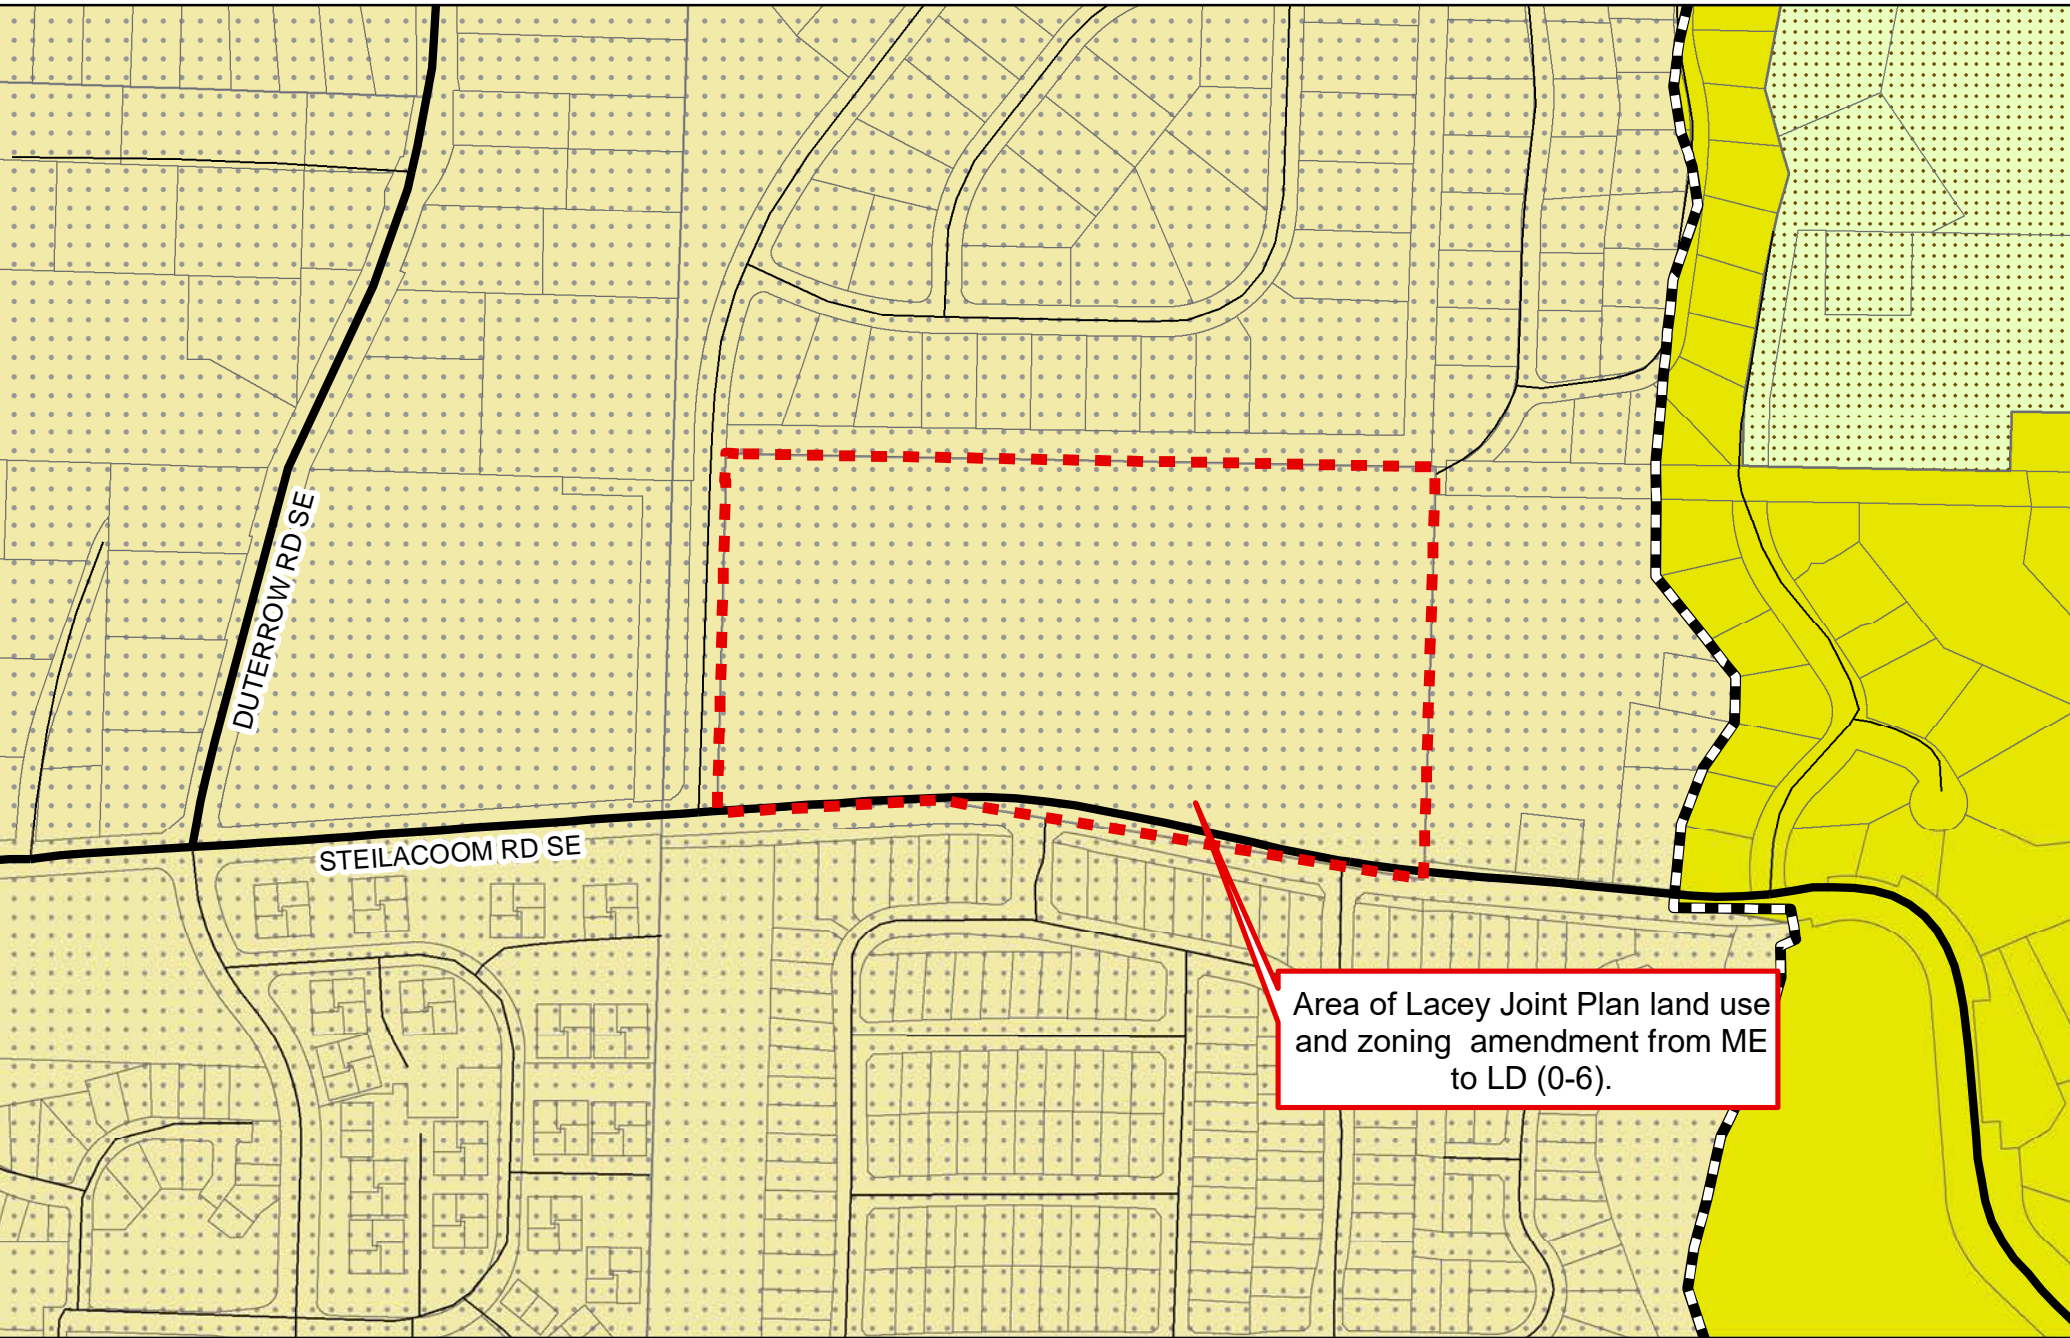 DUTERROW RD SE
STEILACOOM RD SE
Area of Lacey Joint Plan land use
and zoning  amendment from ME
to LD (0-6).